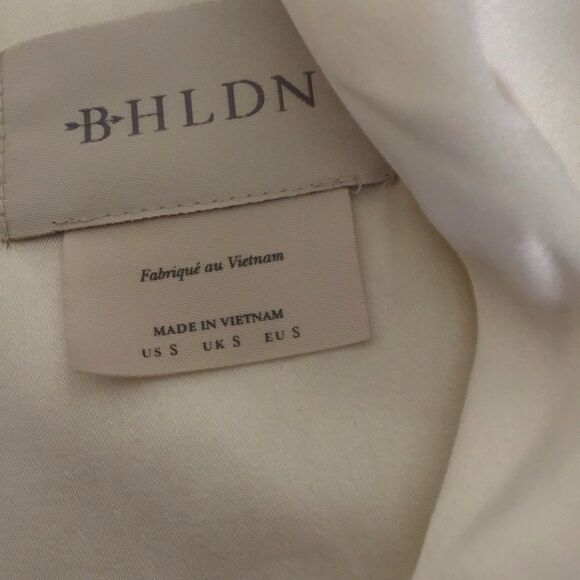 BHLDN
Fabriqué au Vietnam
MADE IN VIETNAM
US S UK S EU S